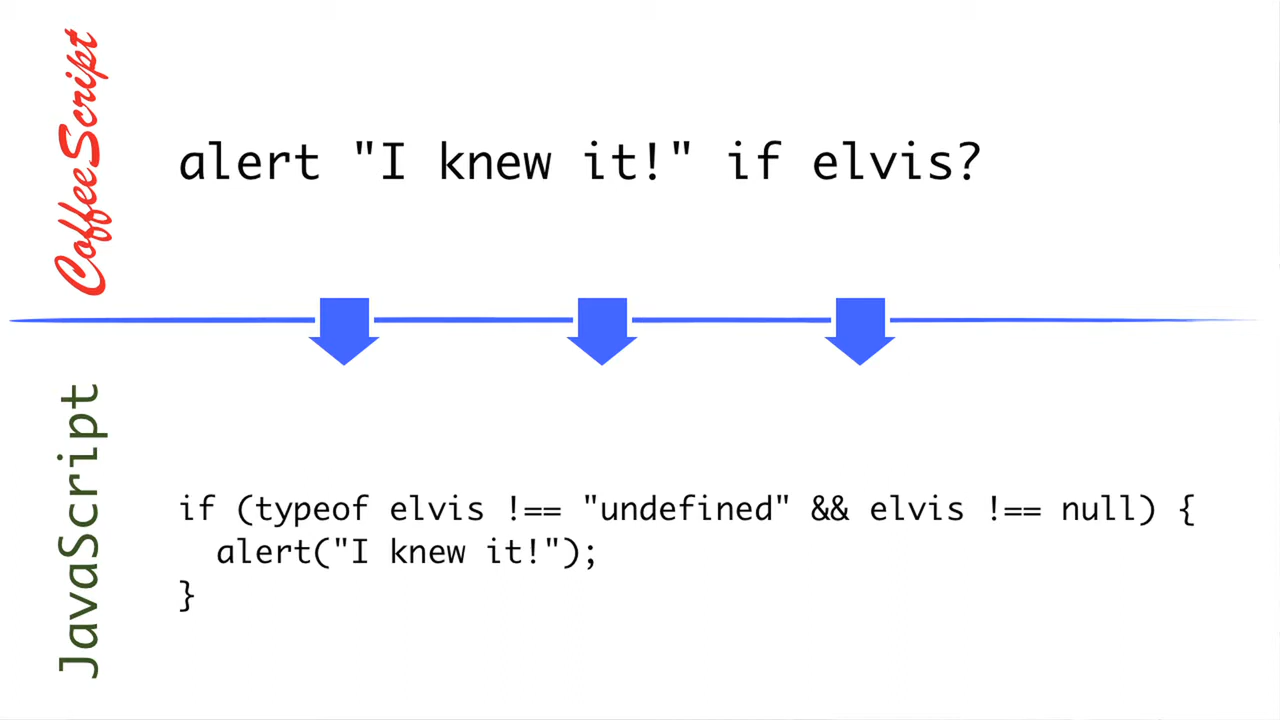 CoffeeScript
alert "I knew it!" if elvis?
JavaScript
if (typeof elvis !== "undefined" && elvis !== null) {
  alert("I knew it!");
}